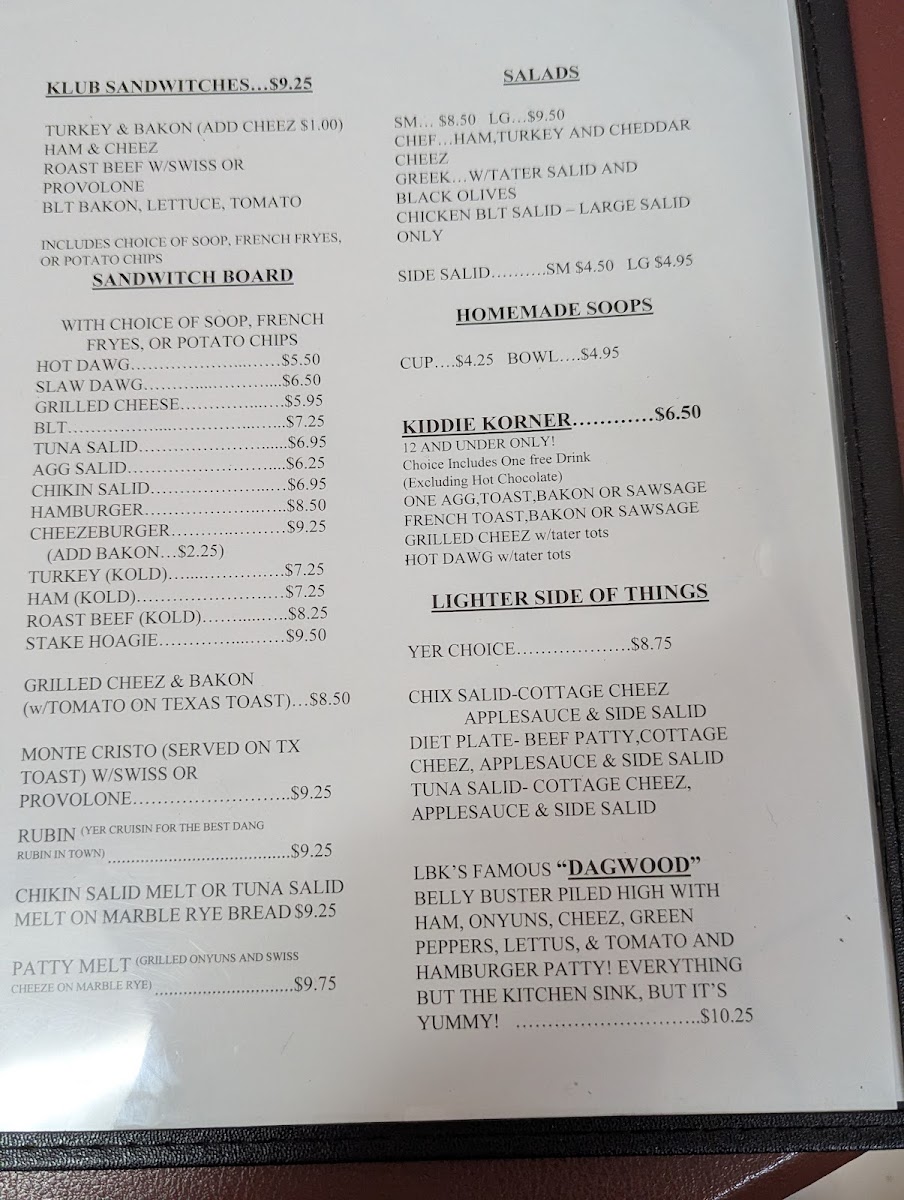 KLUB SANDWITCHES...$9.25
TURKEY & BAKON (ADD CHEEZ $1.00)
HAM & CHEEZ
ROAST BEEF W/SWISS OR
PROVOLONE
BLT BAKON, LETTUCE, TOMATO
INCLUDES CHOICE OF SOOP, FRENCH FRYES,
OR POTATO CHIPS
SANDWITCH BOARD
WITH CHOICE OF SOOP, FRENCH
FRYES, OR POTATO CHIPS
HOT DAWG..............................$5.50
SLAW DAWG............................$6.50
GRILLED CHEESE......................$5.95
BLT..........................................$7.25
TUNA SALID.............................$6.95
AGG SALID...............................$6.25
CHIKIN SALID..........................$6.95
HAMBURGER...........................$8.50
CHEEZEBURGER......................$9.25
(ADD BAKON...$2.25)
TURKEY (KOLD)......................$7.25
HAM (KOLD)...........................$7.25
ROAST BEEF (KOLD)................$8.25
STAKE HOAGIE........................$9.50
GRILLED CHEEZ & BAKON
(w/TOMATO ON TEXAS TOAST)...$8.50
MONTE CRISTO (SERVED ON TX
TOAST) W/SWISS OR
PROVOLONE............................$9.25
RUBIN (YER CRUISIN FOR THE BEST DANG
RUBIN IN TOWN) ......................................$9.25
CHIKIN SALID MELT OR TUNA SALID
MELT ON MARBLE RYE BREAD $9.25
PATTY MELT (GRILLED ONYUNS AND SWISS
CHEEZE ON MARBLE RYE) .............................$9.75
SALADS
SM... $8.50 LG...$9.50
CHEF...HAM,TURKEY AND CHEDDAR
CHEEZ
GREEK...W/TATER SALID AND
BLACK OLIVES
CHICKEN BLT SALID – LARGE SALID
ONLY
SIDE SALID..........SM $4.50 LG $4.95
HOMEMADE SOOPS
CUP....$4.25 BOWL....$4.95
KIDDIE KORNER............$6.50
12 AND UNDER ONLY!
Choice Includes One free Drink
(Excluding Hot Chocolate)
ONE AGG,TOAST,BAKON OR SAWSAGE
FRENCH TOAST,BAKON OR SAWSAGE
GRILLED CHEEZ w/tater tots
HOT DAWG w/tater tots
LIGHTER SIDE OF THINGS
YER CHOICE....................$8.75
CHIX SALID-COTTAGE CHEEZ
APPLESAUCE & SIDE SALID
DIET PLATE- BEEF PATTY,COTTAGE
CHEEZ, APPLESAUCE & SIDE SALID
TUNA SALID- COTTAGE CHEEZ,
APPLESAUCE & SIDE SALID
LBK'S FAMOUS “DAGWOOD”
BELLY BUSTER PILED HIGH WITH
HAM, ONYUNS, CHEEZ, GREEN
PEPPERS, LETTUS, & TOMATO AND
HAMBURGER PATTY! EVERYTHING
BUT THE KITCHEN SINK, BUT IT'S
YUMMY! ..............................$10.25